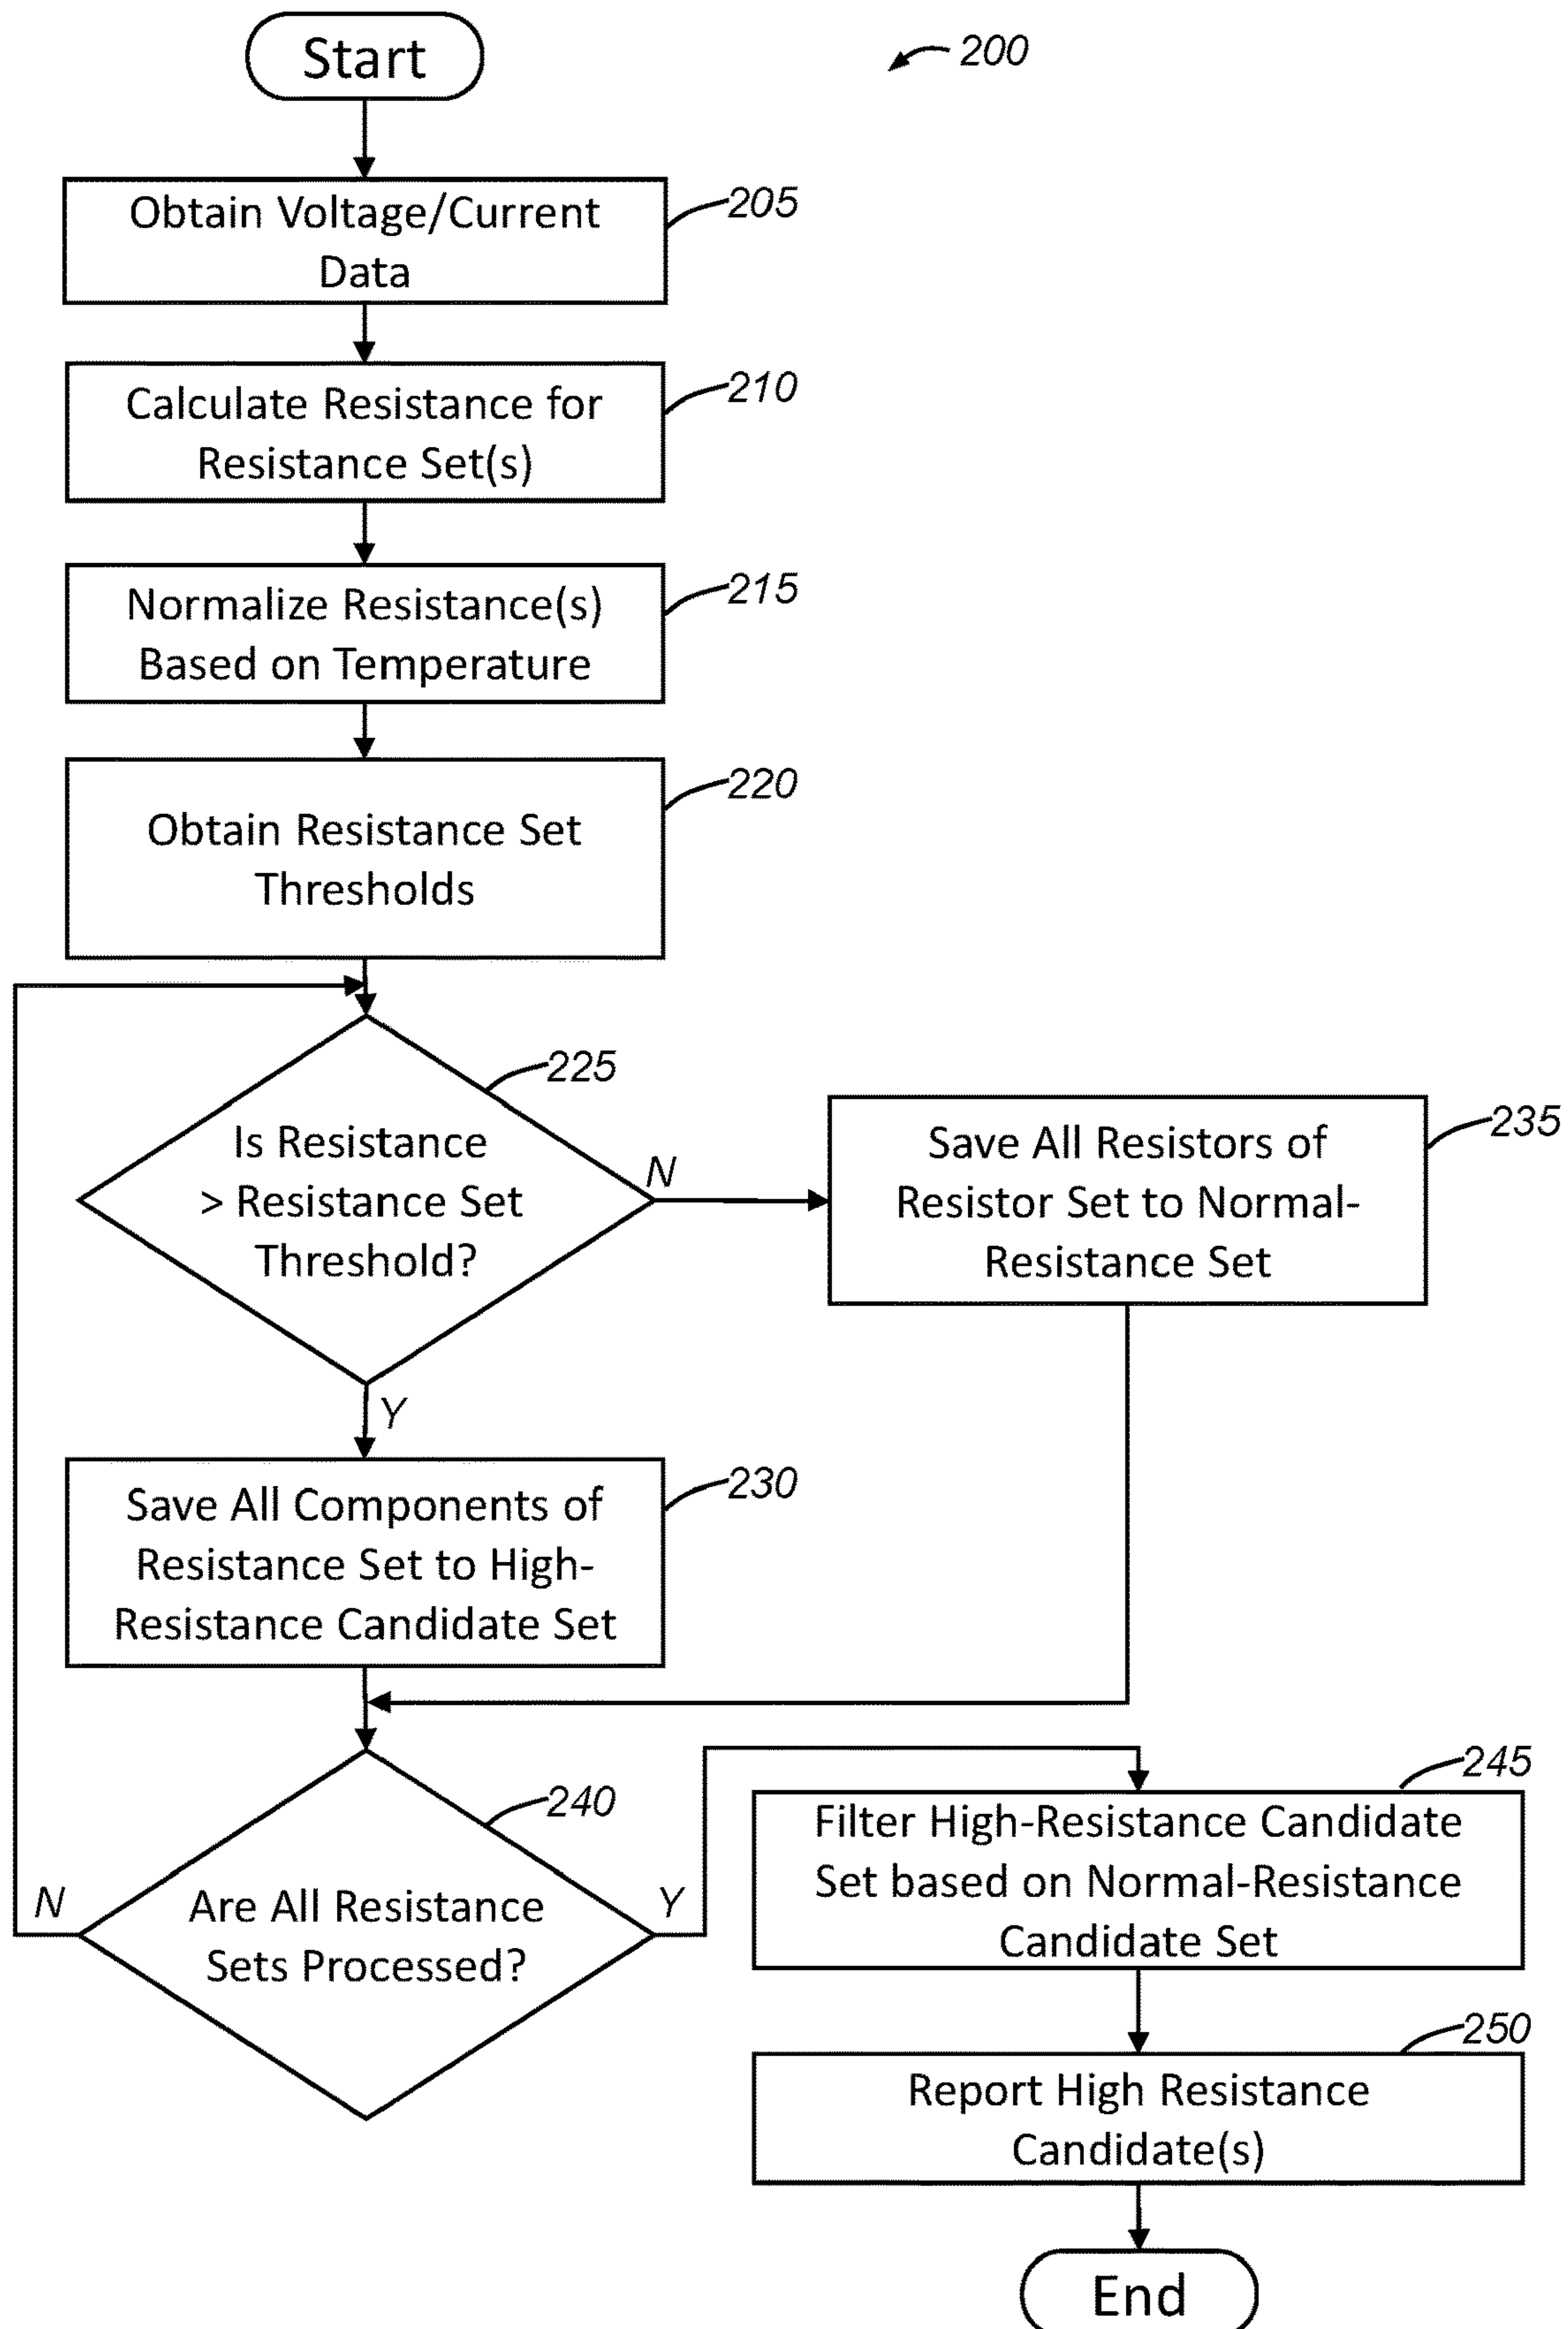 Start
200
Obtain Voltage/Current
Data
205
Calculate Resistance for
Resistance Set(s)
210
Normalize Resistance(s)
Based on Temperature
215
Obtain Resistance Set
Thresholds
220
Is Resistance
> Resistance Set
Threshold?
225
N
Save All Resistors of
Resistor Set to Normal-
Resistance Set
235
Y
Save All Components of
Resistance Set to High-
Resistance Candidate Set
230
Are All Resistance
Sets Processed?
240
N
Y
Filter High-Resistance Candidate
Set based on Normal-Resistance
Candidate Set
245
Report High Resistance
Candidate(s)
250
End